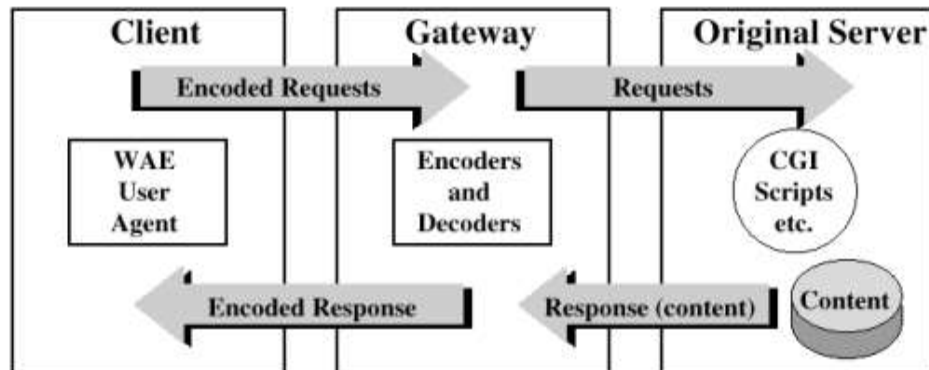 Client
Gateway
Original Server
Encoded Requests
Requests
WAE
User
Agent
Encoders
and
Decoders
CGI
Scripts
etc.
Encoded Response
Response (content)
Content